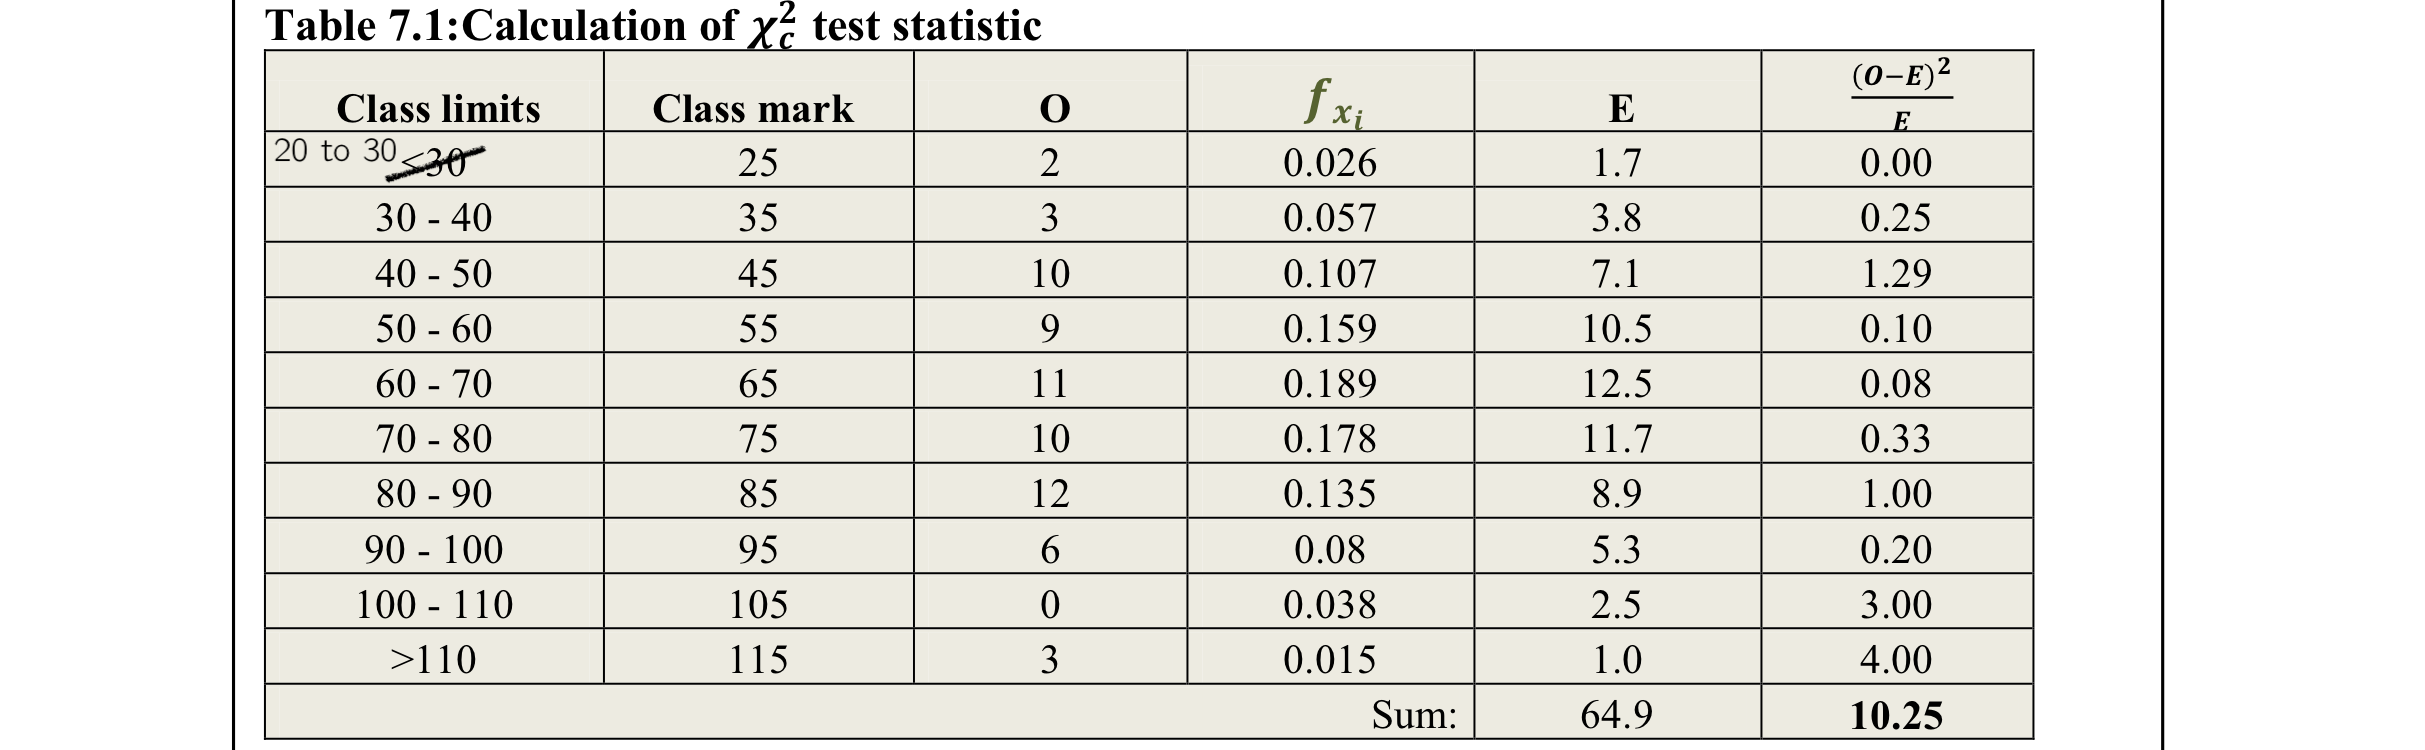 Table 7.1:Calculation of χ²c test statistic
Class limits Class mark O fxi E (O−E)²/E
20 to 30 <30 25 2 0.026 1.7 0.00
30 - 40 35 3 0.057 3.8 0.25
40 - 50 45 10 0.107 7.1 1.29
50 - 60 55 9 0.159 10.5 0.10
60 - 70 65 11 0.189 12.5 0.08
70 - 80 75 10 0.178 11.7 0.33
80 - 90 85 12 0.135 8.9 1.00
90 - 100 95 6 0.08 5.3 0.20
100 - 110 105 0 0.038 2.5 3.00
>110 115 3 0.015 1.0 4.00
Sum: 64.9 10.25